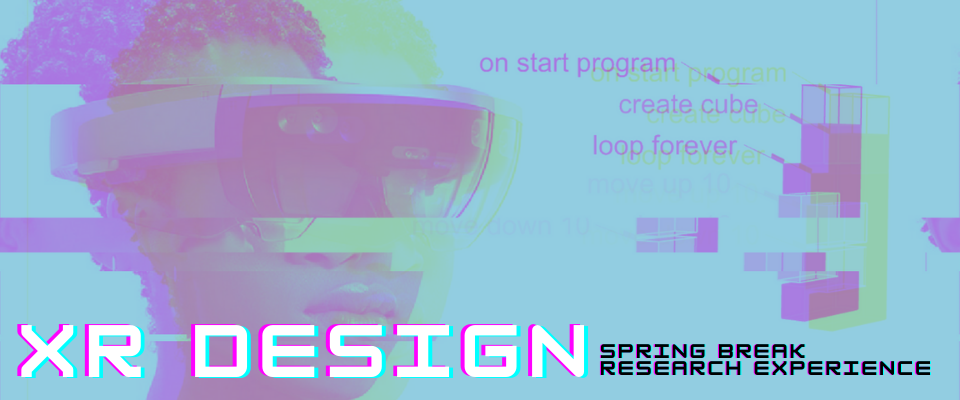 on start program
create cube
loop forever
move up 10
move down 10
XR DESIGN
SPRING BREAK
RESEARCH EXPERIENCE